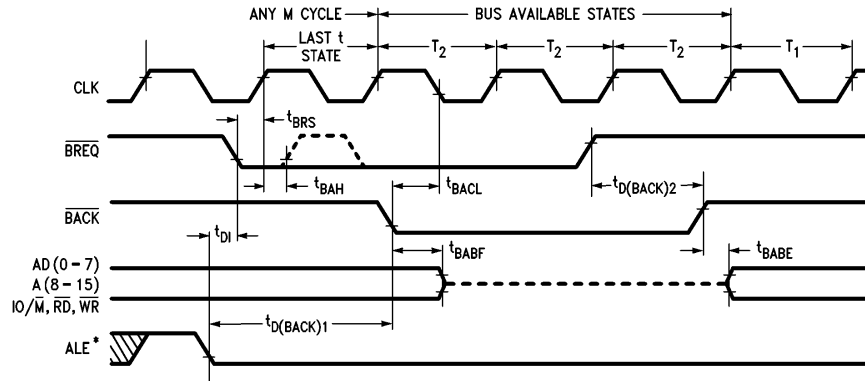 ANY M CYCLE BUS AVAILABLE STATES
LAST t STATE T₂ T₂ T₂ T₁
CLK
tBRS
BREQ
tBAH tBACL tD(BACK)2
BACK
tDI tBABF tBABE
AD(0-7)
A(8-15)
IO/M, RD, WR
tD(BACK)1
ALE*